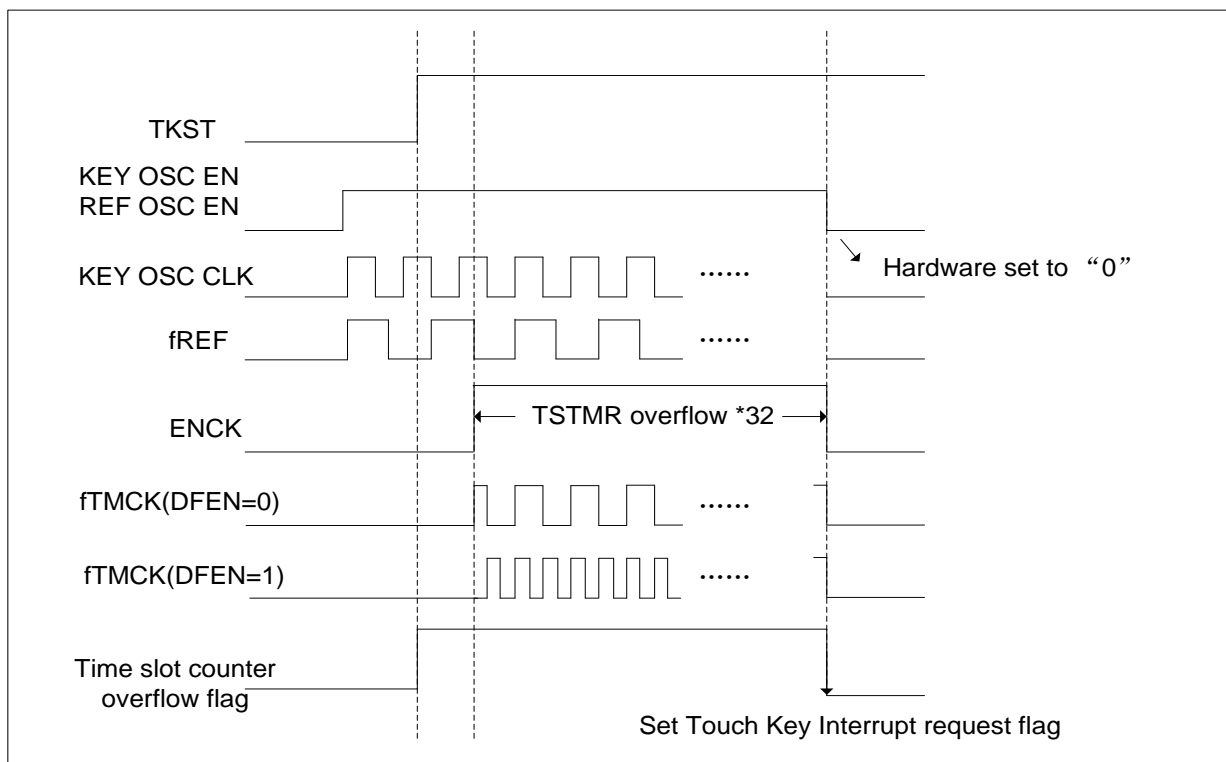 TKST
KEY OSC EN
REF OSC EN
Hardware set to “0”
KEY OSC CLK
......
fREF
......
TSTMR overflow *32
ENCK
fTMCK(DFEN=0)
......
fTMCK(DFEN=1)
......
Time slot counter
overflow flag
Set Touch Key Interrupt request flag